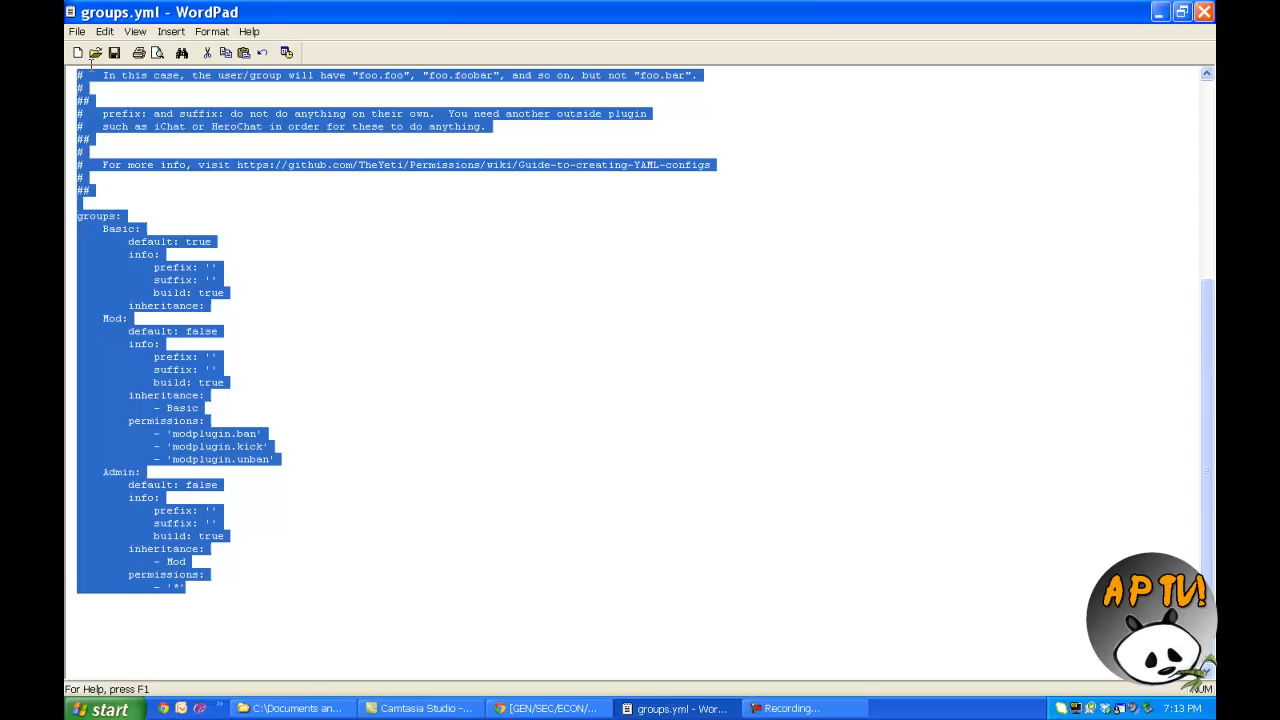 groups.yml - WordPad
File Edit View Insert Format Help
#   In this case, the user/group will have "foo.foo", "foo.foobar", and so on, but not "foo.bar".
#
##
#   prefix: and suffix: do not do anything on their own.  You need another outside plugin
#   such as iChat or HeroChat in order for these to do anything.
##
#
#   For more info, visit https://github.com/TheYeti/Permissions/wiki/Guide-to-creating-YAML-configs
#
##
groups:
    Basic:
        default: true
        info:
            prefix: ''
            suffix: ''
            build: true
        inheritance:
    Mod:
        default: false
        info:
            prefix: ''
            suffix: ''
            build: true
        inheritance:
            - Basic
        permissions:
            - 'modplugin.ban'
            - 'modplugin.kick'
            - 'modplugin.unban'
    Admin:
        default: false
        info:
            prefix: ''
            suffix: ''
            build: true
        inheritance:
            - Mod
        permissions:
            - '*'
APTV!
For Help, press F1
NUM
start
C:\Documents an...
Camtasia Studio -...
[GEN/SEC/ECON/...
groups.yml - Wor...
Recording...
7:13 PM